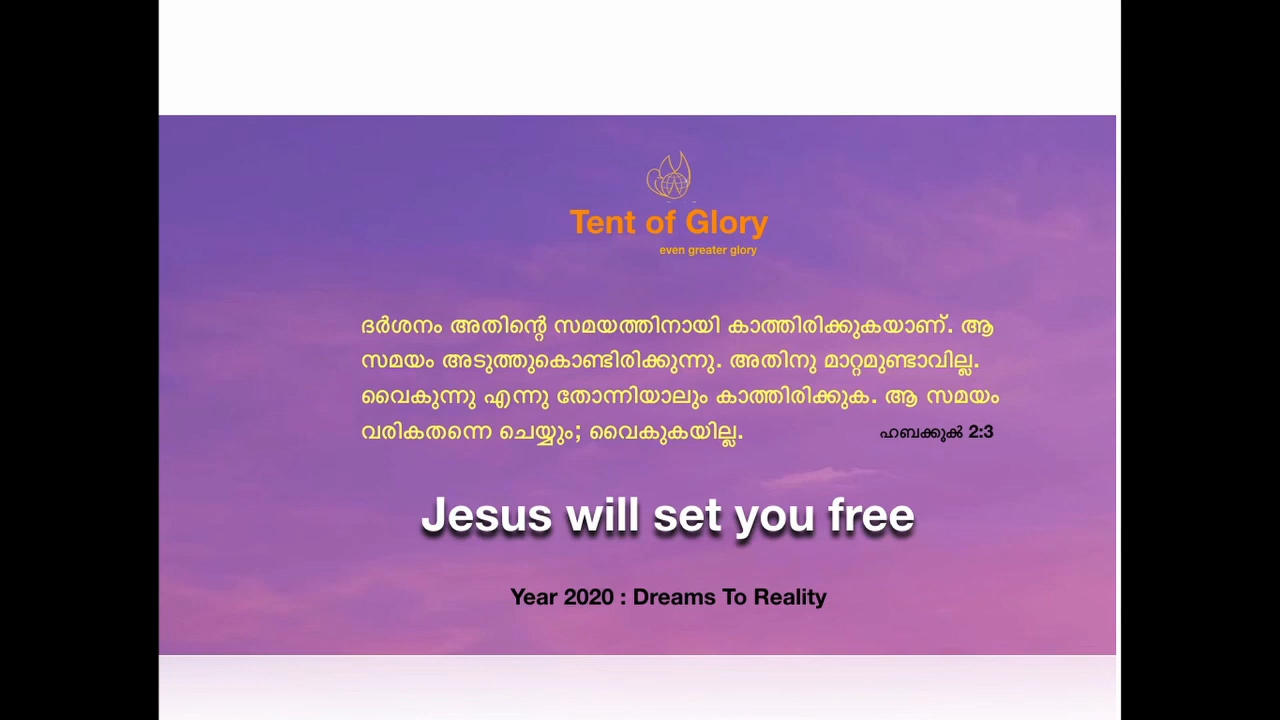 Tent of Glory
even greater glory
ദർശനം അതിന്റെ സമയത്തിനായി കാത്തിരിക്കുകയാണ്. ആ
സമയം അടുത്തുകൊണ്ടിരിക്കുന്നു. അതിനു മാറ്റമുണ്ടാവില്ല.
വൈകുന്നു എന്നു തോന്നിയാലും കാത്തിരിക്കുക. ആ സമയം
വരികതന്നെ ചെയ്യും; വൈകുകയില്ല.
ഹബക്കൂക്‍ 2:3
Jesus will set you free
Year 2020 : Dreams To Reality